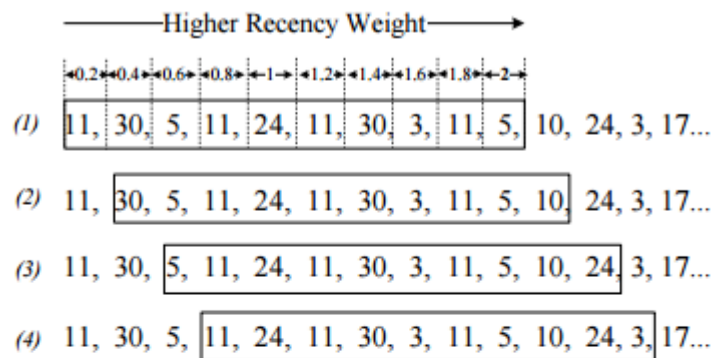 Higher Recency Weight
0.2 0.4 0.6 0.8 1 1.2 1.4 1.6 1.8 2
(1) 11, 30, 5, 11, 24, 11, 30, 3, 11, 5, 10, 24, 3, 17...
(2) 11, 30, 5, 11, 24, 11, 30, 3, 11, 5, 10, 24, 3, 17...
(3) 11, 30, 5, 11, 24, 11, 30, 3, 11, 5, 10, 24, 3, 17...
(4) 11, 30, 5, 11, 24, 11, 30, 3, 11, 5, 10, 24, 3, 17...